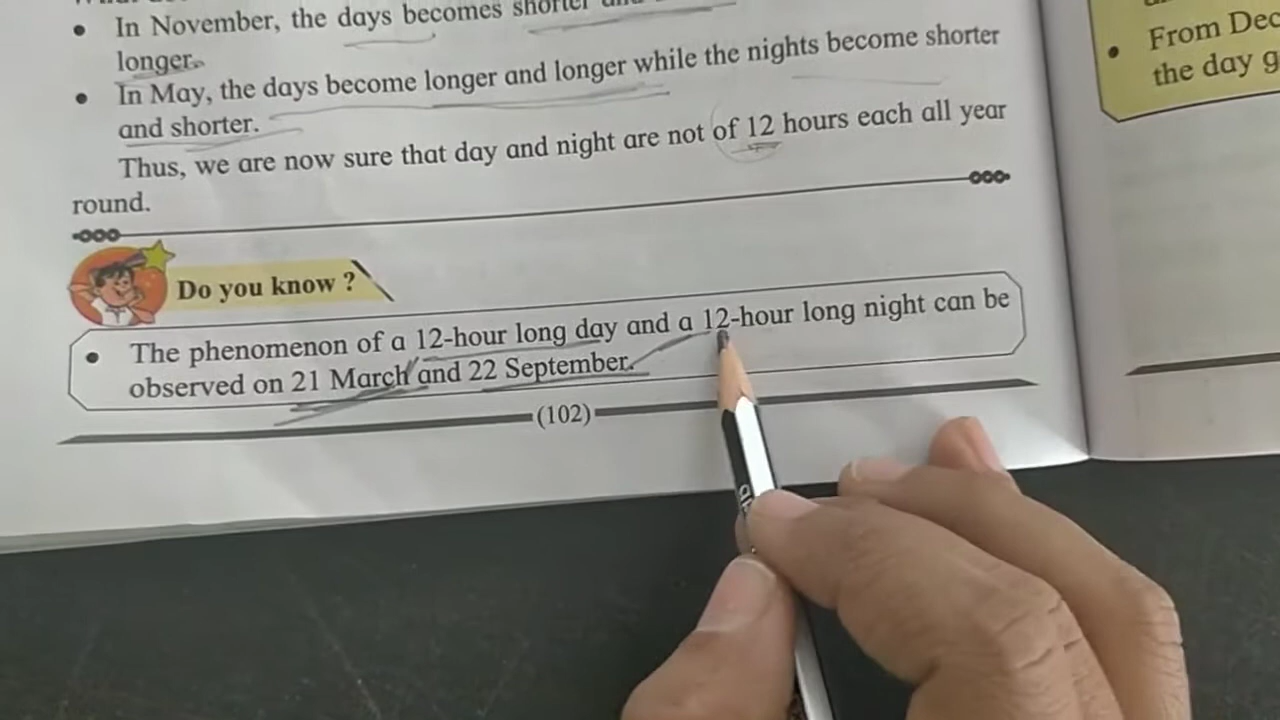 In November, the days becomes shorter and
longer.
In May, the days become longer and longer while the nights become shorter
and shorter.
Thus, we are now sure that day and night are not of 12 hours each all year
round.
Do you know ?
The phenomenon of a 12-hour long day and a 12-hour long night can be
observed on 21 March and 22 September.
(102)
From Dec
the day g